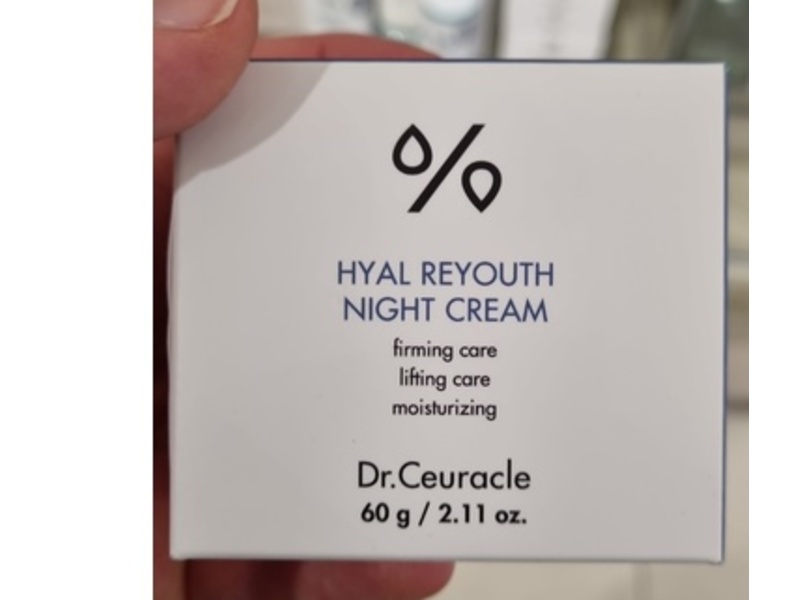 %
HYAL REYOUTH
NIGHT CREAM
firming care
lifting care
moisturizing
Dr.Ceuracle
60 g / 2.11 oz.